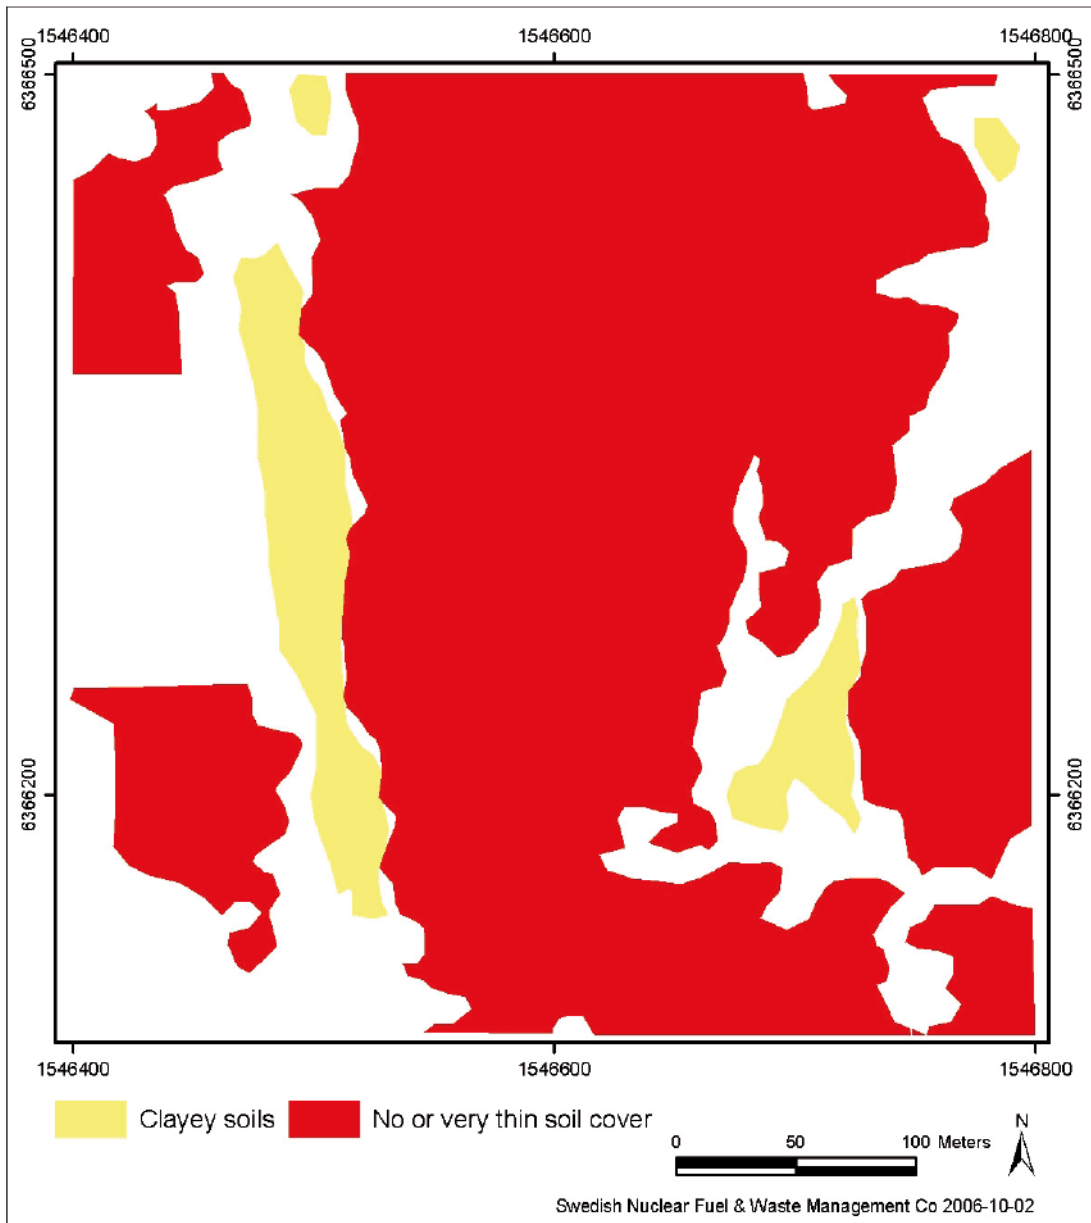 1546400 1546600 1546800
6366500 6366500
6366200 6366200
1546400 1546600 1546800
Clayey soils No or very thin soil cover
N
0 50 100 Meters
Swedish Nuclear Fuel & Waste Management Co 2006-10-02